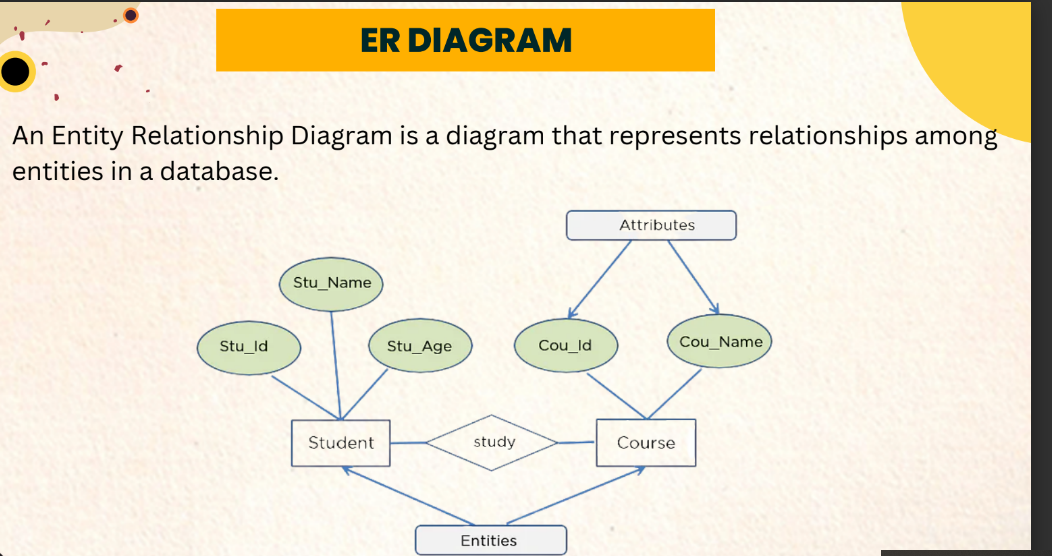 ER DIAGRAM
An Entity Relationship Diagram is a diagram that represents relationships among
entities in a database.
Attributes
Stu_Name
Stu_Id
Stu_Age
Cou_Id
Cou_Name
Student
study
Course
Entities